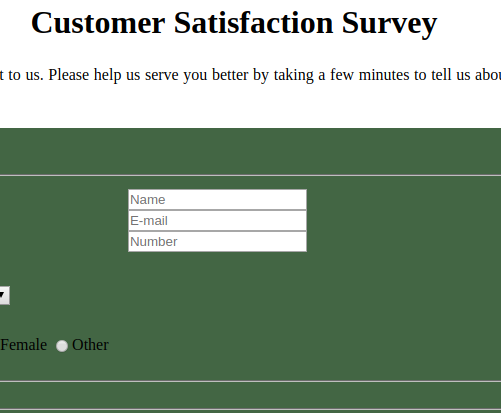 Customer Satisfaction Survey
t to us. Please help us serve you better by taking a few minutes to tell us abou
Name
E-mail
Number
Female Other